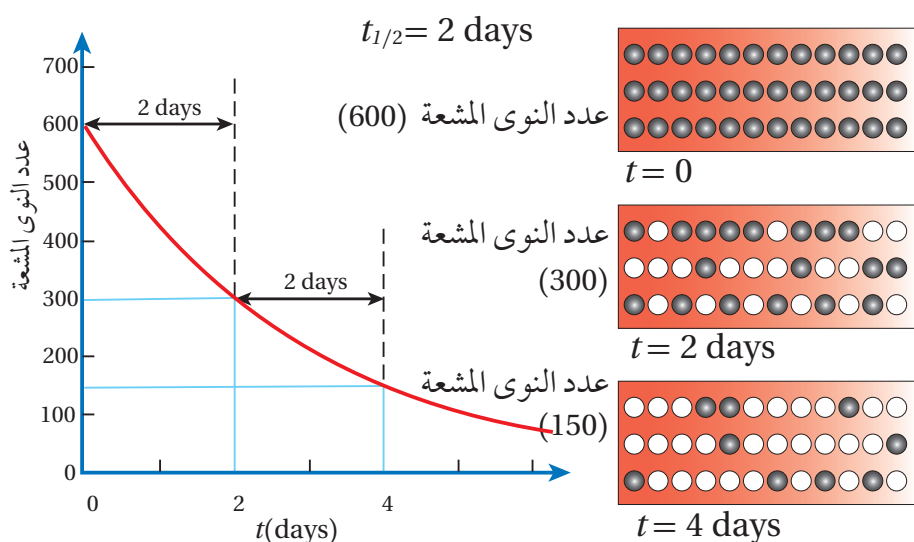 t1/2 = 2 days
700
600
500
400
300
200
100
0
عدد النوى المشعة
2 days
2 days
0
2
4
t(days)
عدد النوى المشعة (600)
t = 0
عدد النوى المشعة
(300)
t = 2 days
عدد النوى المشعة
(150)
t = 4 days